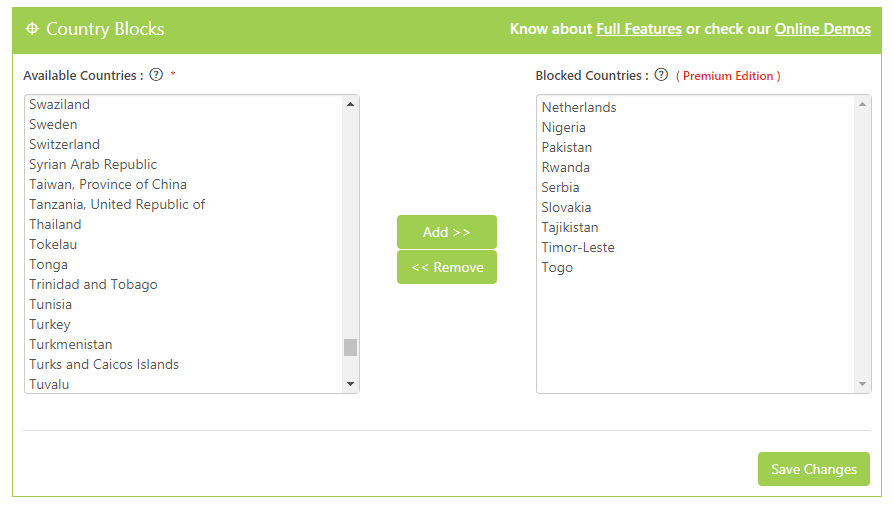 Country Blocks
Know about Full Features or check our Online Demos
Available Countries : ? *
Swaziland
Sweden
Switzerland
Syrian Arab Republic
Taiwan, Province of China
Tanzania, United Republic of
Thailand
Tokelau
Tonga
Trinidad and Tobago
Tunisia
Turkey
Turkmenistan
Turks and Caicos Islands
Tuvalu
Add >>
<< Remove
Blocked Countries : ? ( Premium Edition )
Netherlands
Nigeria
Pakistan
Rwanda
Serbia
Slovakia
Tajikistan
Timor-Leste
Togo
Save Changes